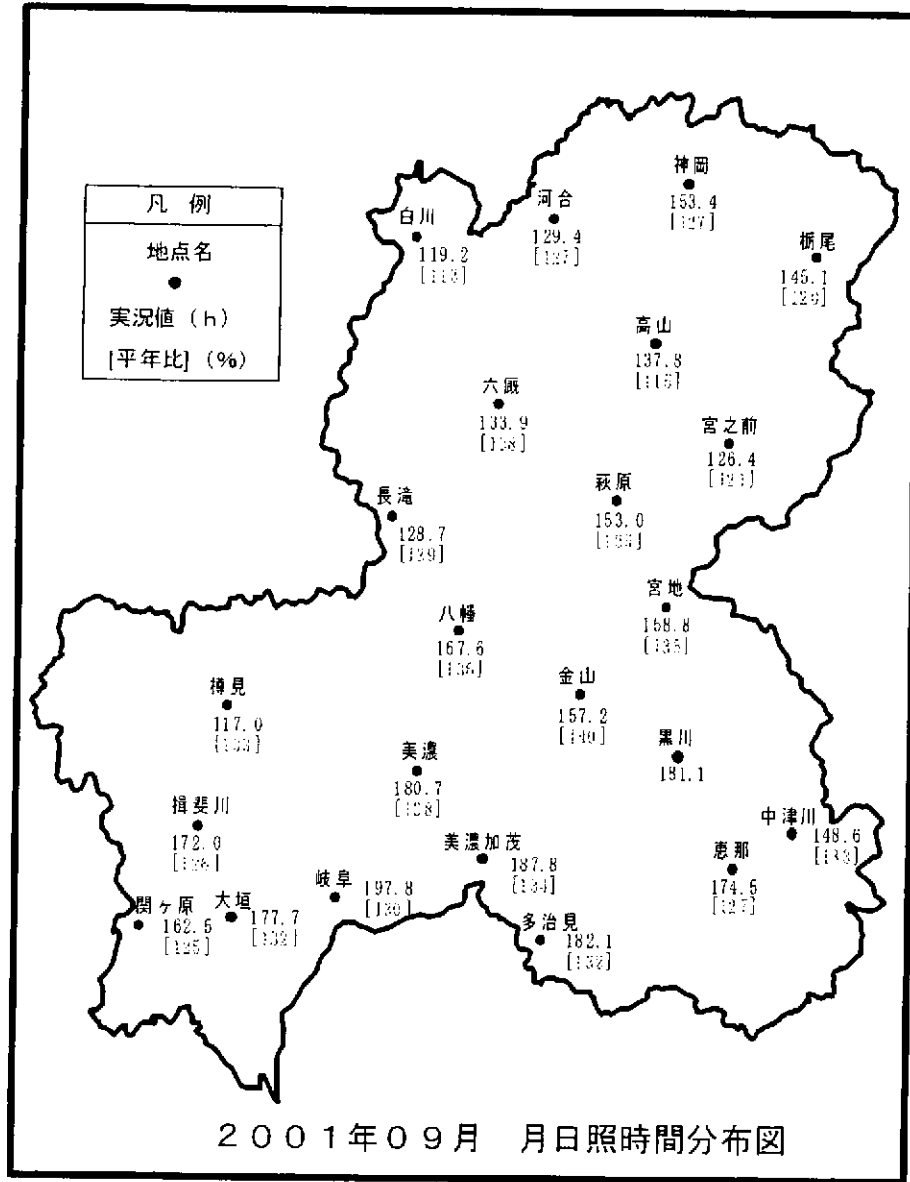 凡 例
地点名
実況値 (h)
[平年比] (%)
神岡
153.4
[127]
河合
129.4
[127]
白川
119.2
栃尾
145.1
高山
137.8
六厩
133.9
宮之前
126.4
萩原
153.0
長滝
128.7
[129]
宮地
158.8
八幡
167.6
金山
157.2
[140]
樽見
117.0
黒川
181.1
美濃
180.7
揖斐川
172.0
中津川
148.6
美濃加茂
187.8
[134]
恵那
174.5
[127]
岐阜
197.8
[130]
大垣
177.7
[132]
関ヶ原
162.5
[125]
多治見
182.1
[132]
2001年09月 月日照時間分布図